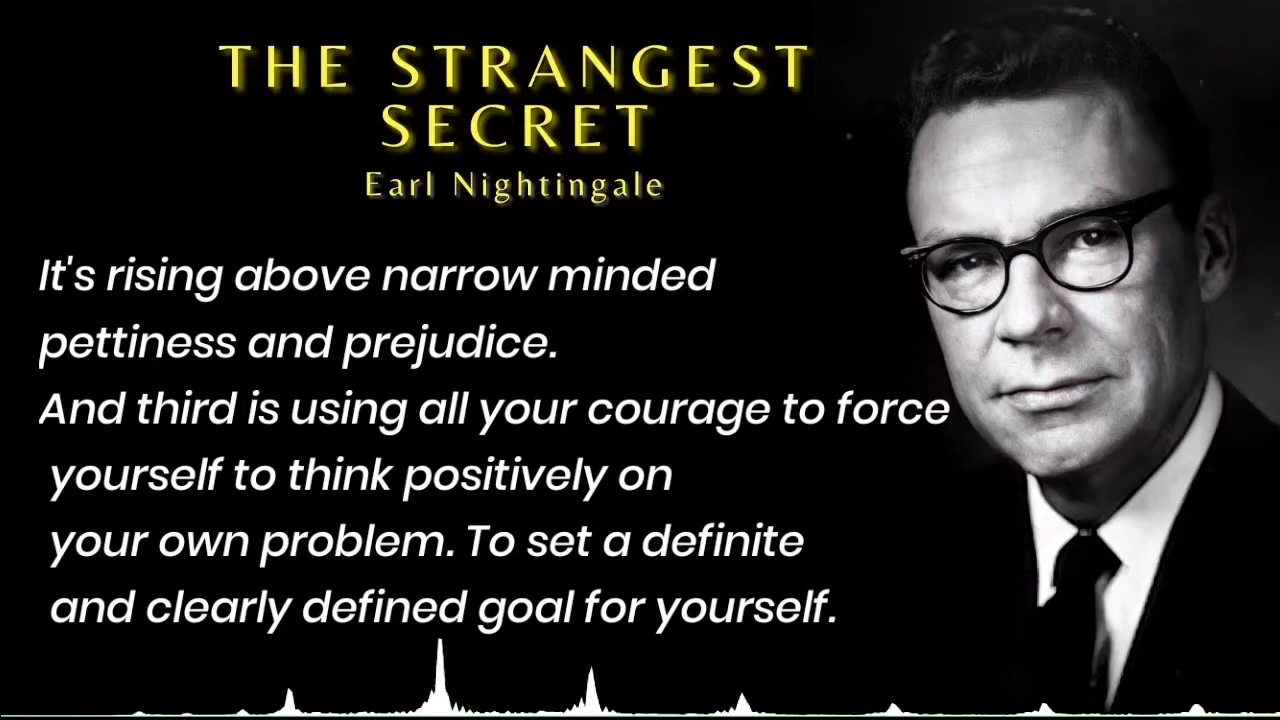 THE STRANGEST
SECRET
Earl Nightingale
It's rising above narrow minded
pettiness and prejudice.
And third is using all your courage to force
yourself to think positively on
your own problem. To set a definite
and clearly defined goal for yourself.